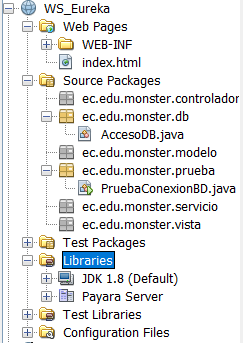 WS_Eureka
Web Pages
WEB-INF
index.html
Source Packages
ec.edu.monster.controlador
ec.edu.monster.db
AccesoDB.java
ec.edu.monster.modelo
ec.edu.monster.prueba
PruebaConexionBD.java
ec.edu.monster.servicio
ec.edu.monster.vista
Test Packages
Libraries
JDK 1.8 (Default)
Payara Server
Test Libraries
Configuration Files